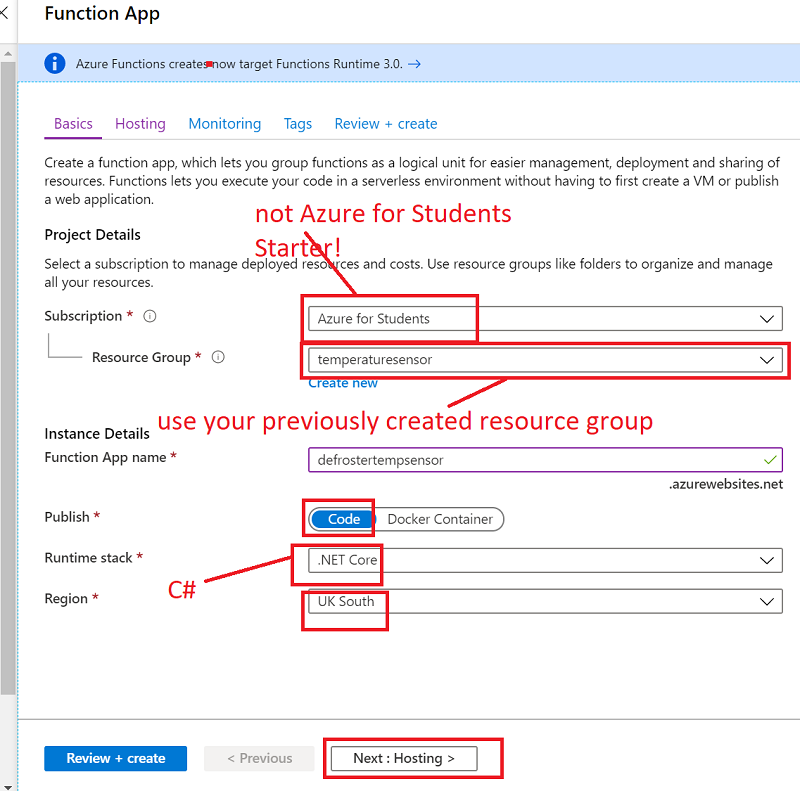 Function App
Azure Functions creates now target Functions Runtime 3.0. →
Basics Hosting Monitoring Tags Review + create
Create a function app, which lets you group functions as a logical unit for easier management, deployment and sharing of
resources. Functions lets you execute your code in a serverless environment without having to first create a VM or publish
a web application.
not Azure for Students
Starter!
Project Details
Select a subscription to manage deployed resources and costs. Use resource groups like folders to organize and manage
all your resources.
Subscription * Azure for Students
Resource Group * temperaturesensor
Create new
use your previously created resource group
Instance Details
Function App name * defrostertempsensor
.azurewebsites.net
Publish * Code Docker Container
Runtime stack * .NET Core
C#
Region * UK South
Review + create < Previous Next : Hosting >